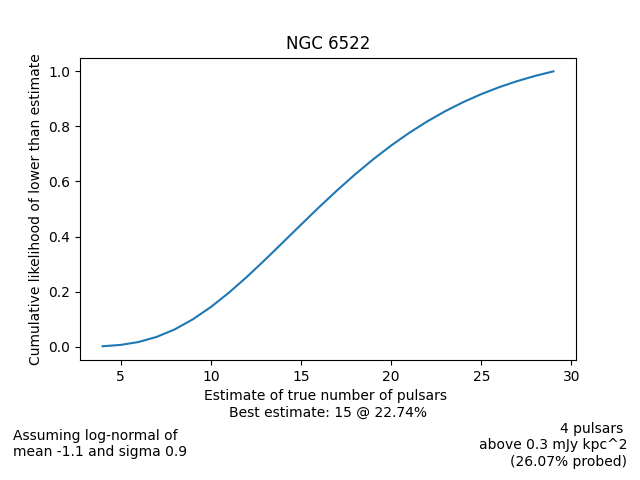 NGC 6522
Cumulative likelihood of lower than estimate
1.0
0.8
0.6
0.4
0.2
0.0
5 10 15 20 25 30
Estimate of true number of pulsars
Best estimate: 15 @ 22.74%
Assuming log-normal of
mean -1.1 and sigma 0.9
4 pulsars
above 0.3 mJy kpc^2
(26.07% probed)